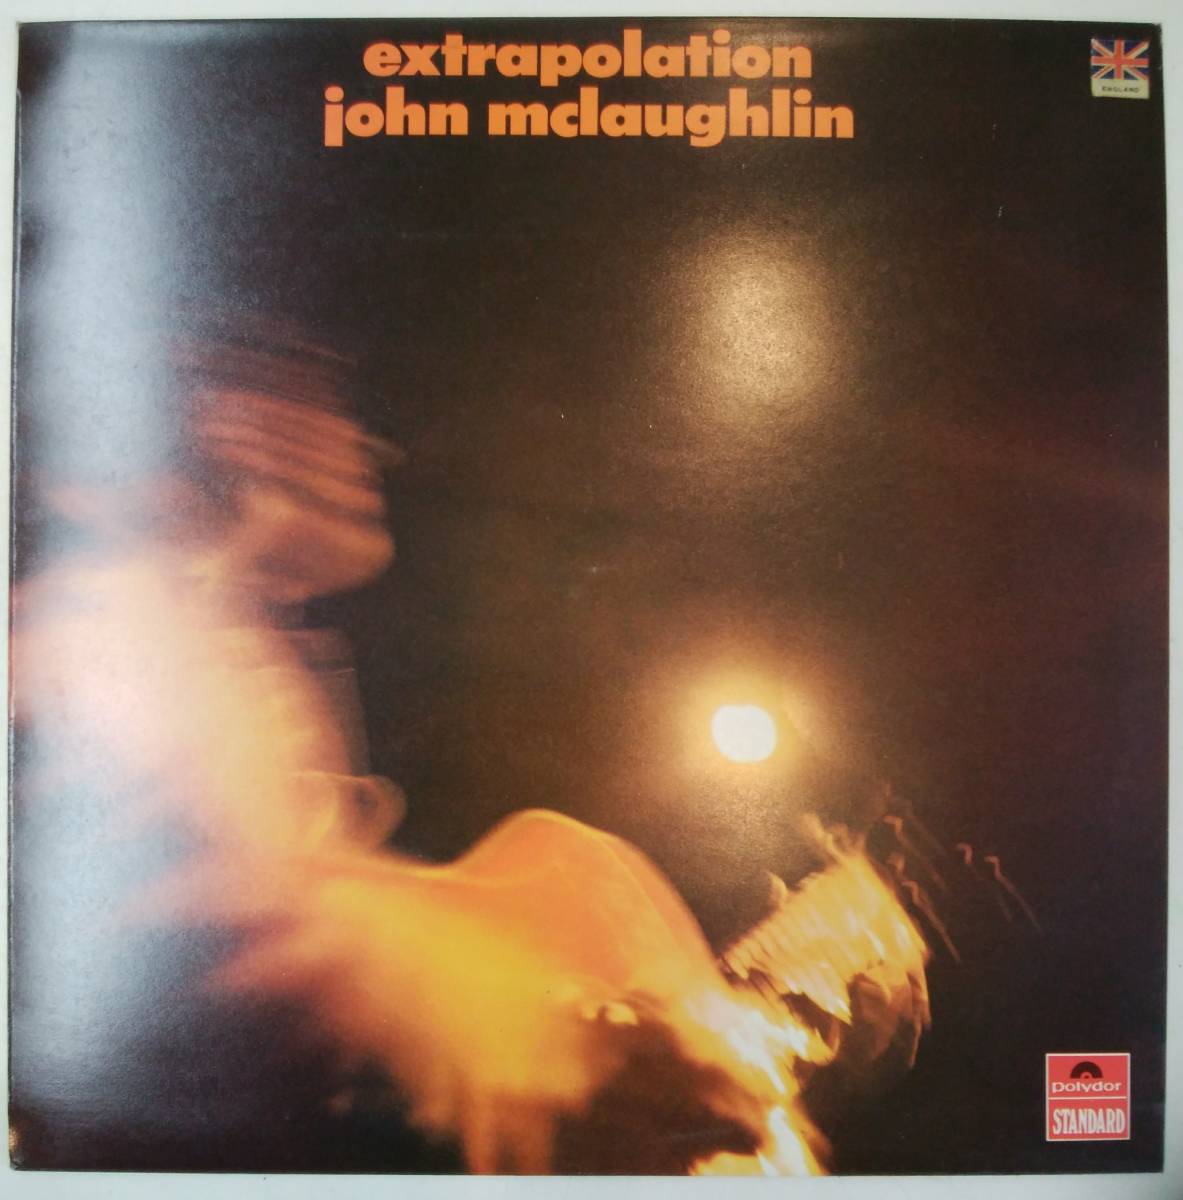 extrapolation
john mclaughlin
ENGLAND
polydor
STANDARD